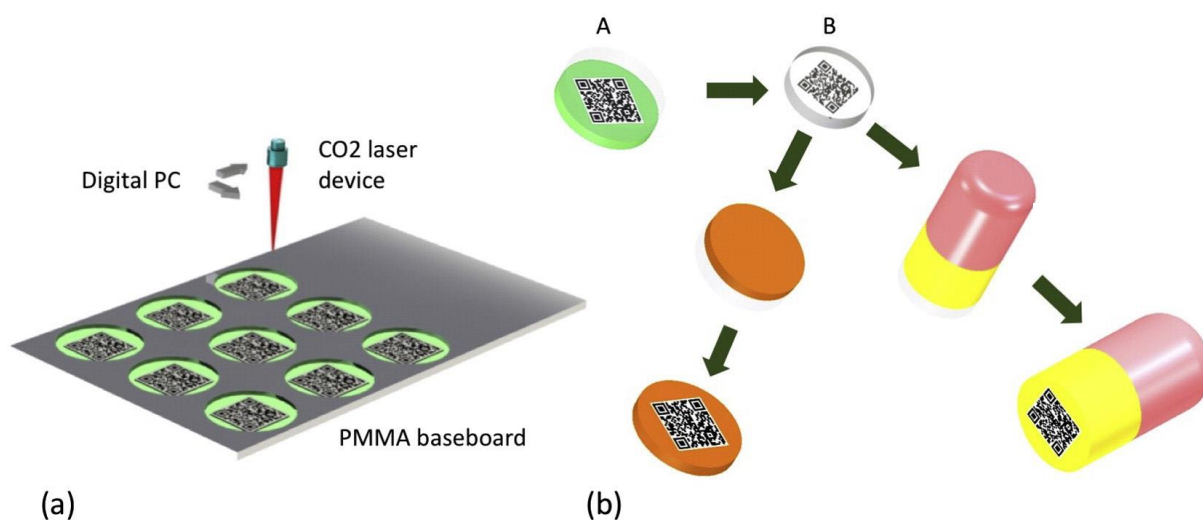 A
B
CO2 laser
device
Digital PC
PMMA baseboard
(a)
(b)